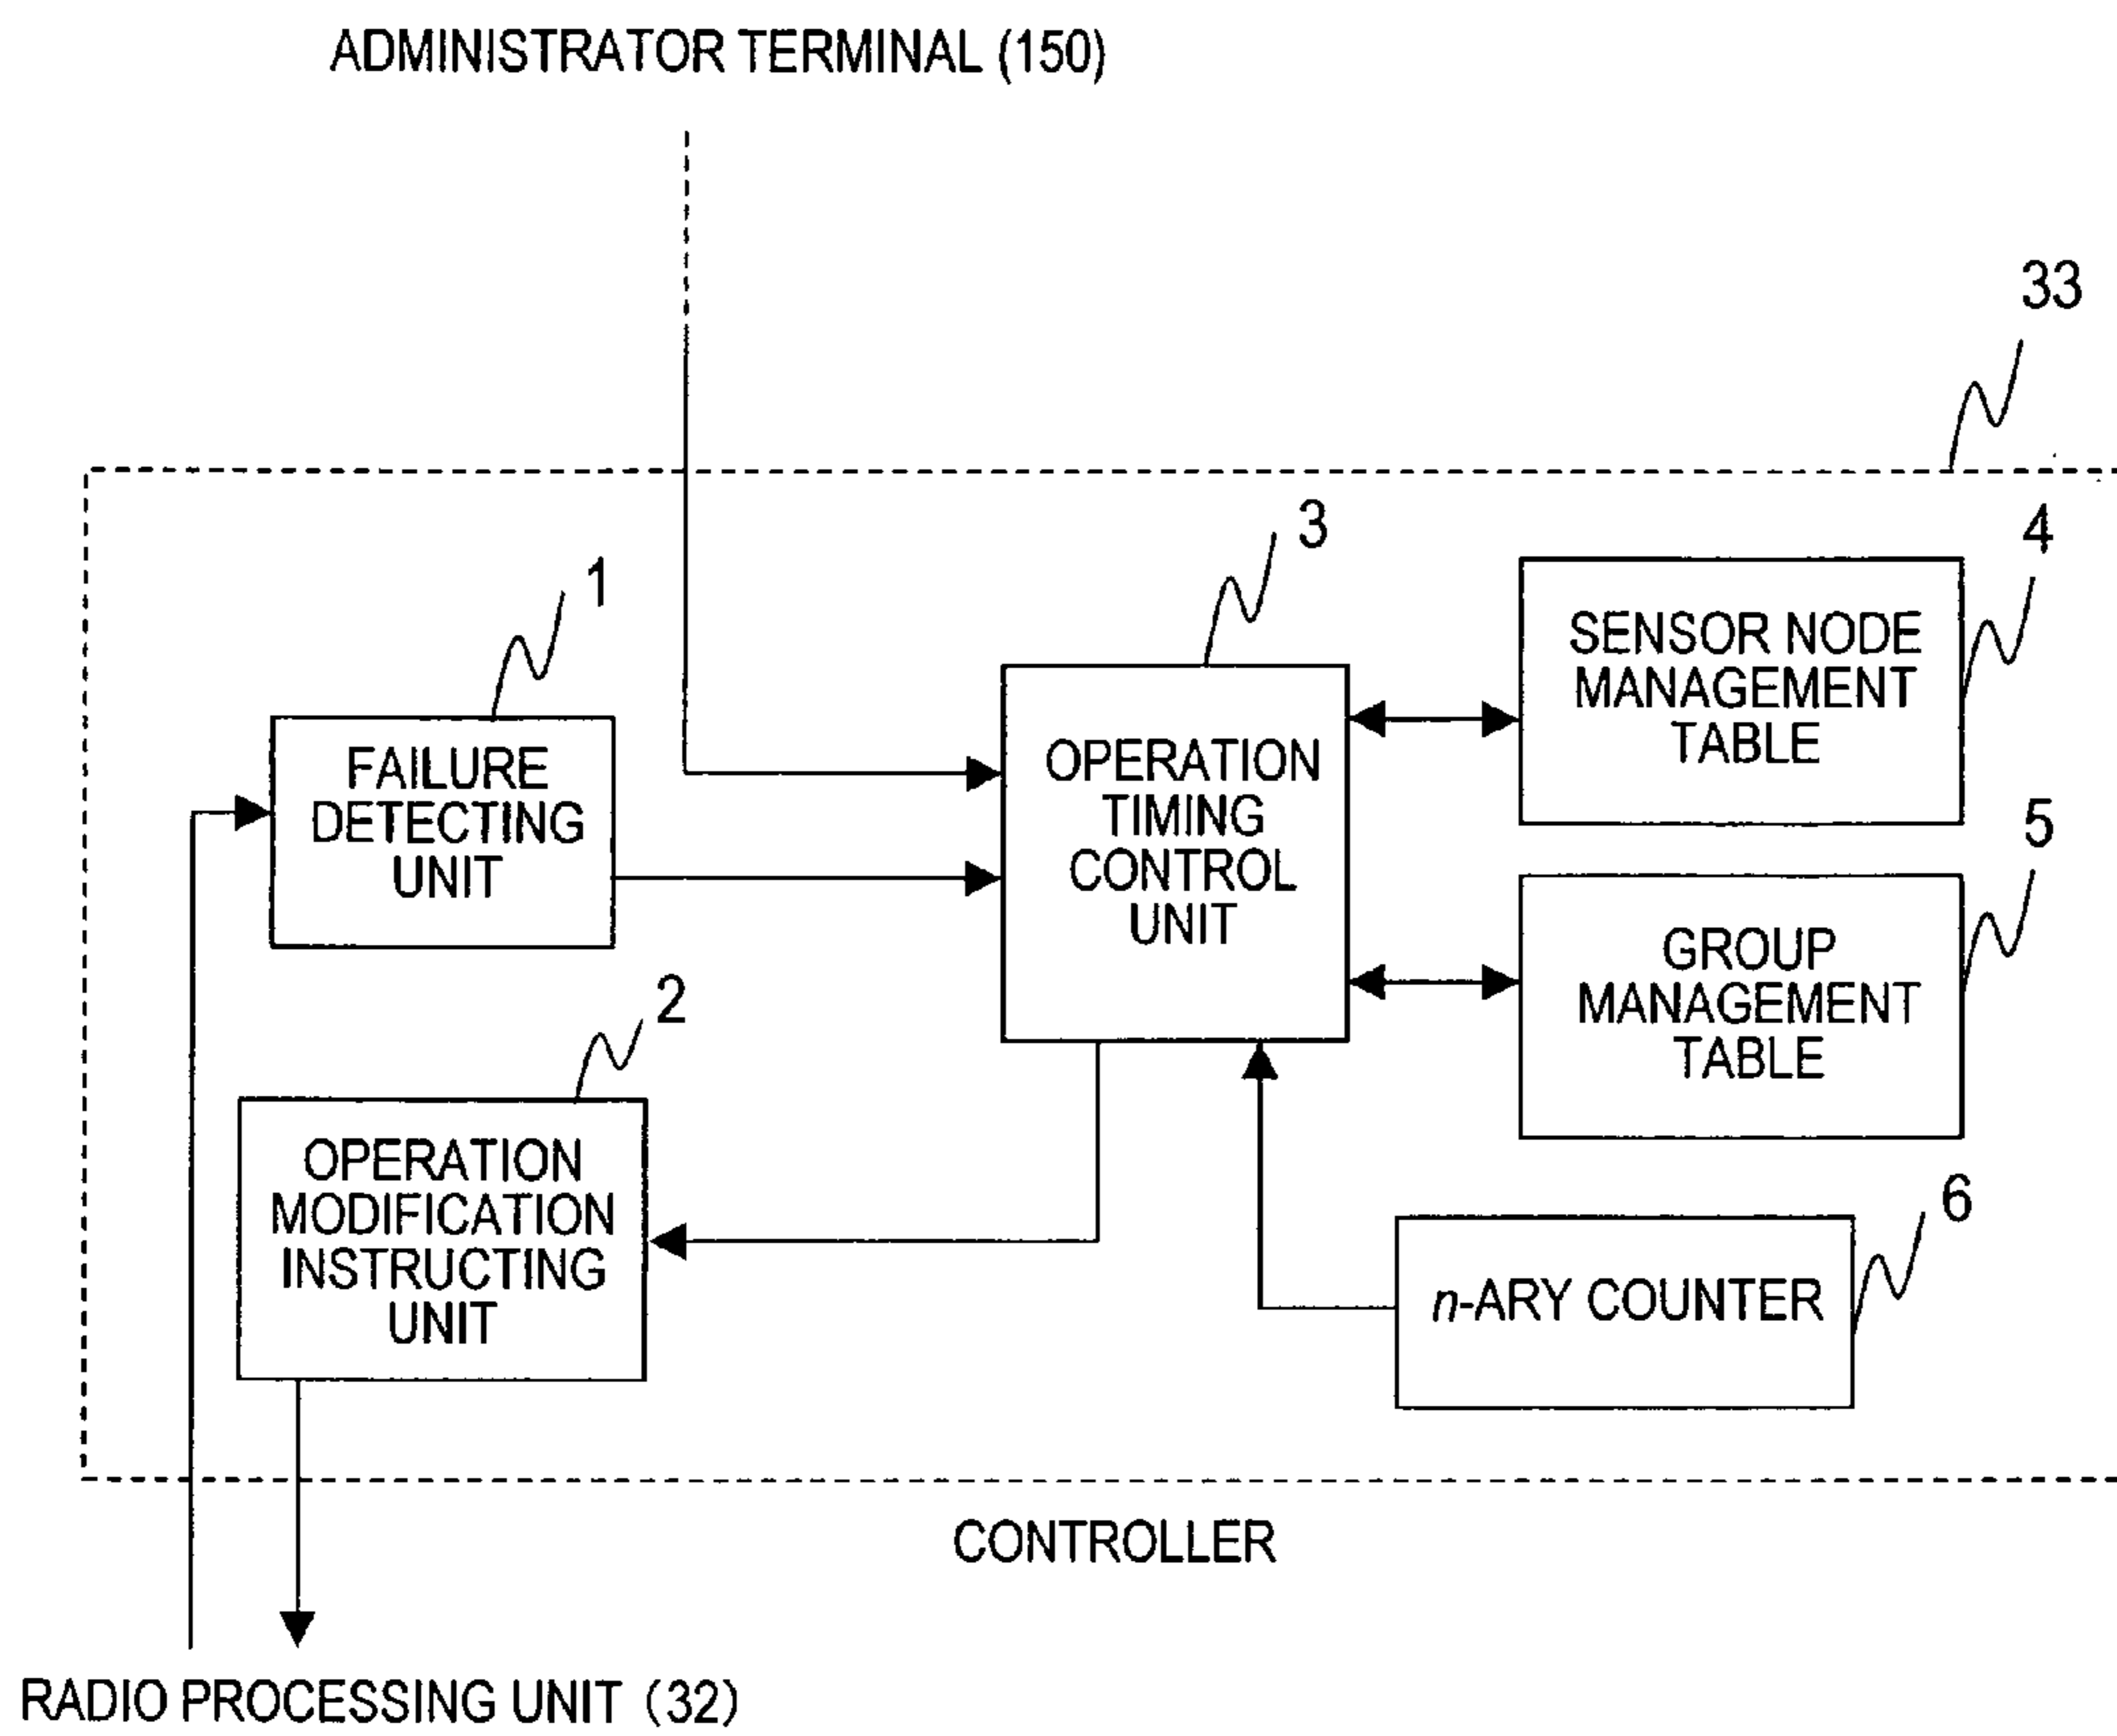 ADMINISTRATOR TERMINAL (150)
33
3
4
1
SENSOR NODE
MANAGEMENT
TABLE
FAILURE
DETECTING
UNIT
OPERATION
TIMING
CONTROL
UNIT
5
GROUP
MANAGEMENT
TABLE
2
OPERATION
MODIFICATION
INSTRUCTING
UNIT
6
n-ARY COUNTER
CONTROLLER
RADIO PROCESSING UNIT (32)